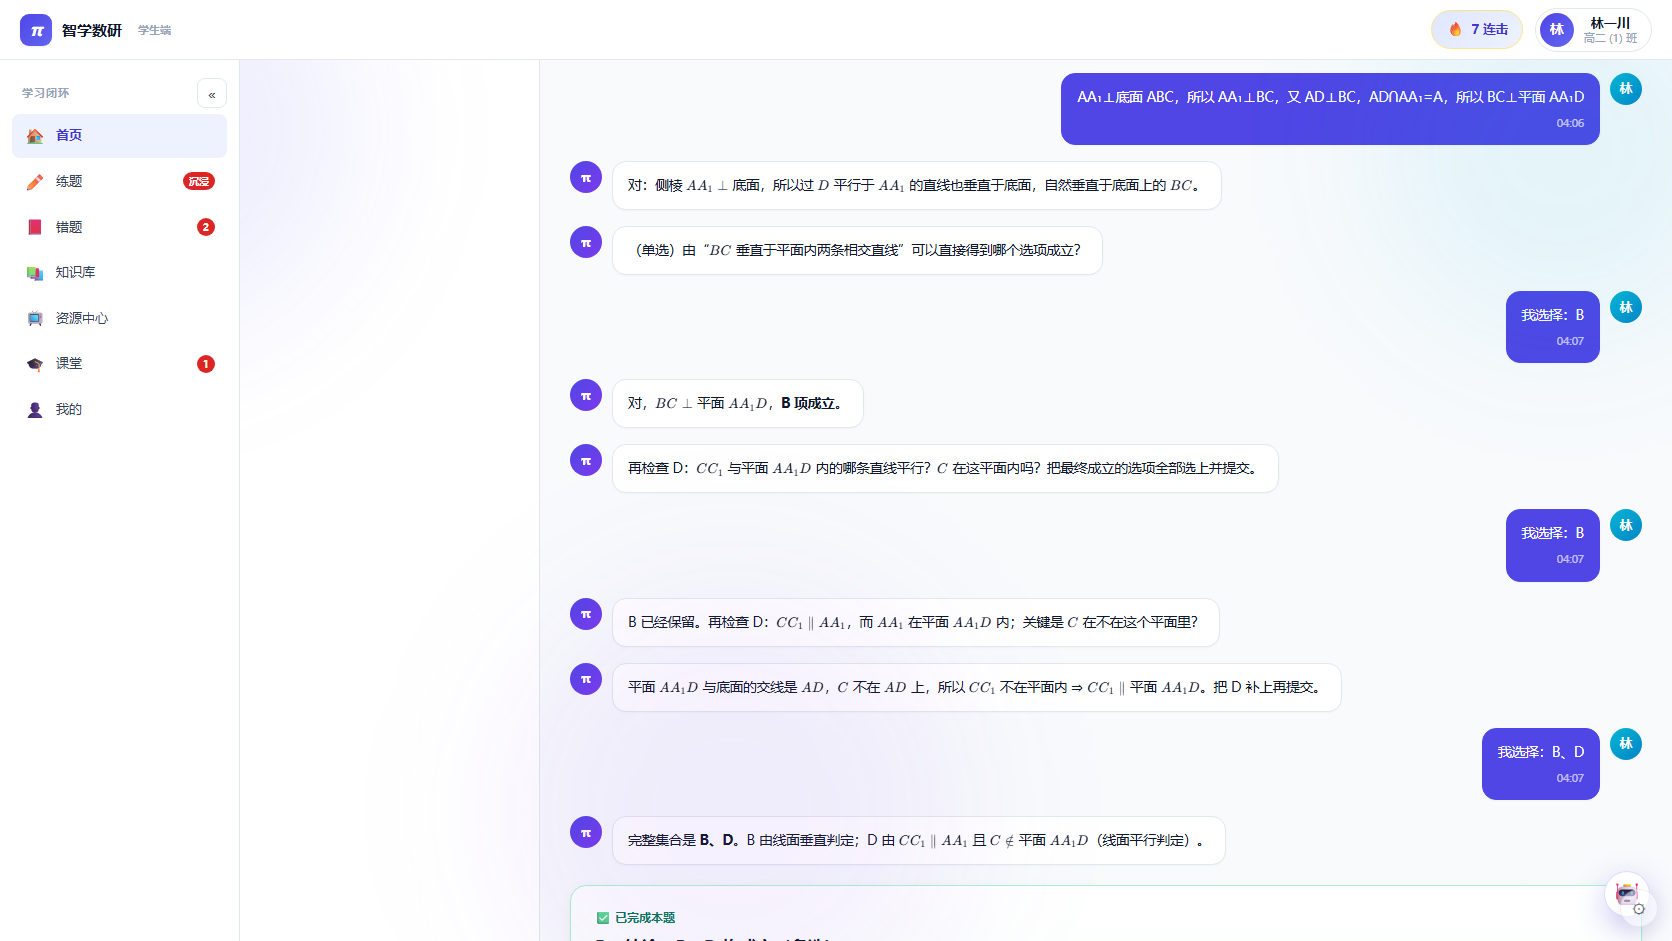 π 智学数研 学生端
7 连击
林 林一川
高二 (1) 班
学习闭环 «
首页
练题 沉浸
错题 2
知识库
资源中心
课堂 1
我的
AA₁⊥底面 ABC，所以 AA₁⊥BC，又 AD⊥BC，AD∩AA₁=A，所以 BC⊥平面 AA₁D 林
04:06
π 对：侧棱 AA₁ ⊥ 底面，所以过 D 平行于 AA₁ 的直线也垂直于底面，自然垂直于底面上的 BC。
π （单选）由“BC 垂直于平面内两条相交直线”可以直接得到哪个选项成立？
我选择：B 林
04:07
π 对，BC ⊥ 平面 AA₁D，B 项成立。
π 再检查 D：CC₁ 与平面 AA₁D 内的哪条直线平行？C 在这平面内吗？把最终成立的选项全部选上并提交。
我选择：B 林
04:07
π B 已经保留。再检查 D：CC₁ ∥ AA₁，而 AA₁ 在平面 AA₁D 内；关键是 C 在不在这个平面里？
π 平面 AA₁D 与底面的交线是 AD，C 不在 AD 上，所以 CC₁ 不在平面内 ⇒ CC₁ ∥ 平面 AA₁D。把 D 补上再提交。
我选择：B、D 林
04:07
π 完整集合是 B、D。B 由线面垂直判定；D 由 CC₁ ∥ AA₁ 且 C ∉ 平面 AA₁D（线面平行判定）。
已完成本题